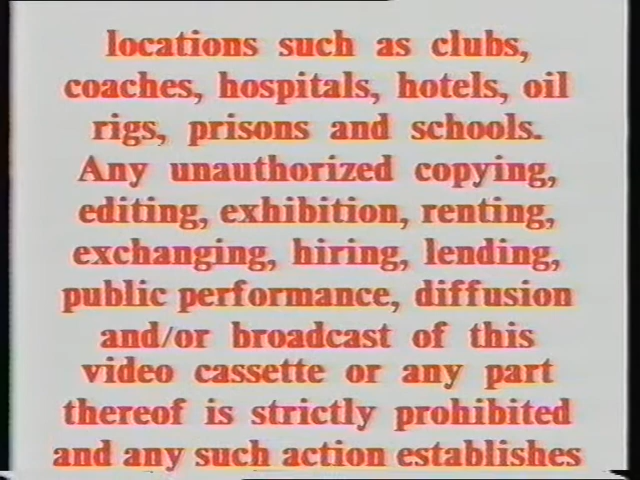 locations such as clubs,
coaches, hospitals, hotels, oil
rigs, prisons and schools.
Any unauthorized copying,
editing, exhibition, renting,
exchanging, hiring, lending,
public performance, diffusion
and/or broadcast of this
video cassette or any part
thereof is strictly prohibited
and any such action establishes